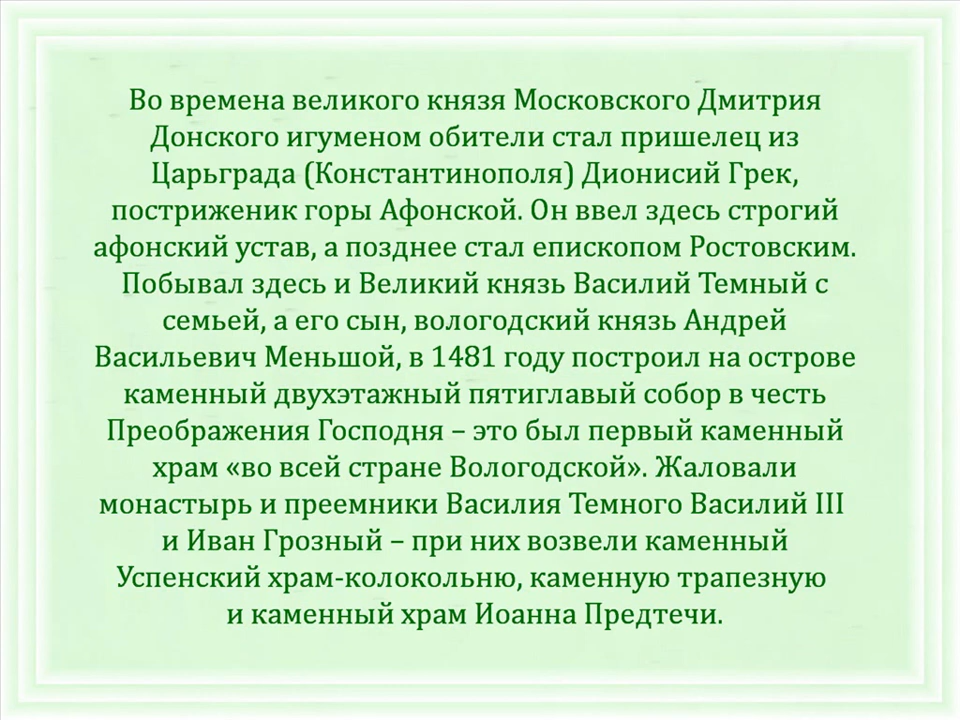 Во времена великого князя Московского Дмитрия
Донского игуменом обители стал пришелец из
Царьграда (Константинополя) Дионисий Грек,
постриженик горы Афонской. Он ввел здесь строгий
афонский устав, а позднее стал епископом Ростовским.
Побывал здесь и Великий князь Василий Темный с
семьей, а его сын, вологодский князь Андрей
Васильевич Меньшой, в 1481 году построил на острове
каменный двухэтажный пятиглавый собор в честь
Преображения Господня – это был первый каменный
храм «во всей стране Вологодской». Жаловали
монастырь и преемники Василия Темного Василий III
и Иван Грозный – при них возвели каменный
Успенский храм-колокольню, каменную трапезную
и каменный храм Иоанна Предтечи.